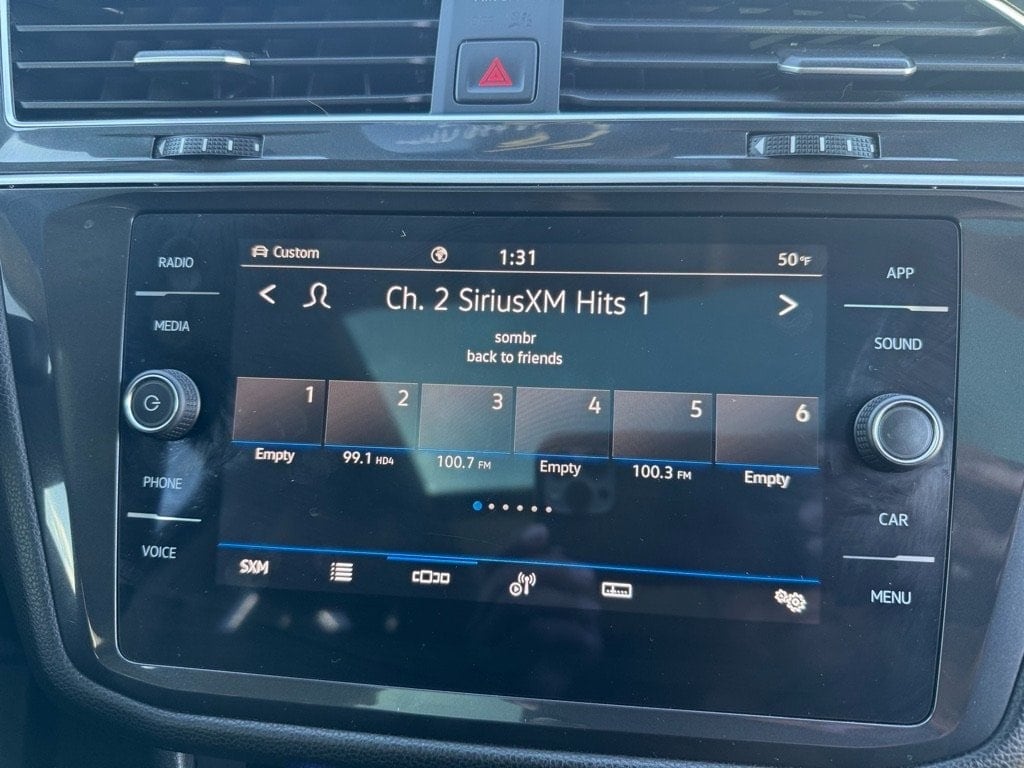 Custom 1:31 50°F
Ch. 2 SiriusXM Hits 1
sombr
back to friends
1 2 3 4 5 6
Empty 99.1 HD4 100.7 FM Empty 100.3 FM Empty
SXM
RADIO
MEDIA
PHONE
VOICE
APP
SOUND
CAR
MENU